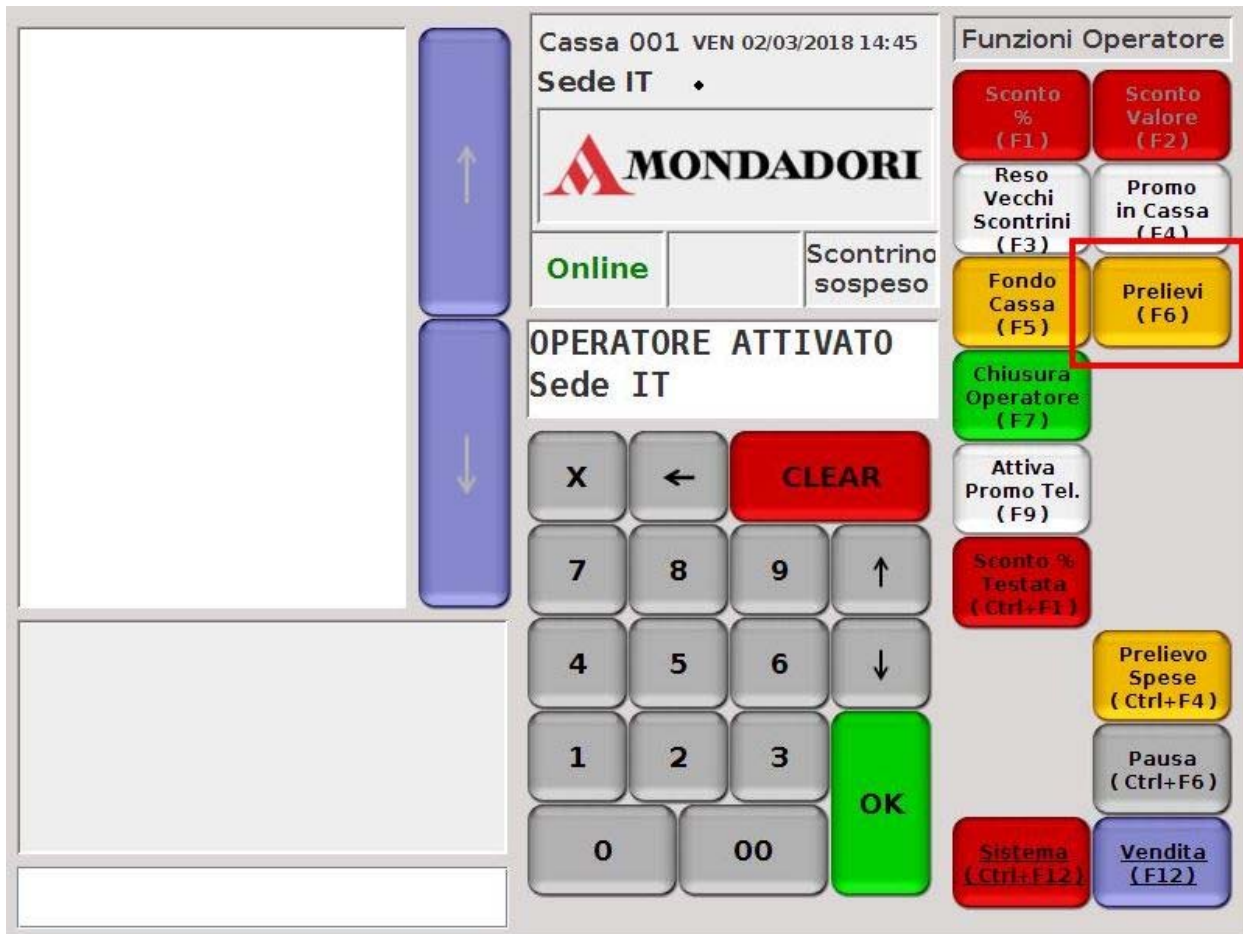 Cassa 001 VEN 02/03/2018 14:45
Sede IT
MONDADORI
Online
Scontrino
sospeso
OPERATORE ATTIVATO
Sede IT
X ← CLEAR
7 8 9 ↑
4 5 6 ↓
1 2 3
OK
0 00
↑
↓
Funzioni Operatore
Sconto
%
(F1)
Sconto
Valore
(F2)
Reso
Vecchi
Scontrini
(F3)
Promo
in Cassa
(F4)
Fondo
Cassa
(F5)
Prelievi
(F6)
Chiusura
Operatore
(F7)
Attiva
Promo Tel.
(F9)
Sconto %
Testata
(Ctrl+F1)
Prelievo
Spese
(Ctrl+F4)
Pausa
(Ctrl+F6)
Sistema
(Ctrl+F12)
Vendita
(F12)